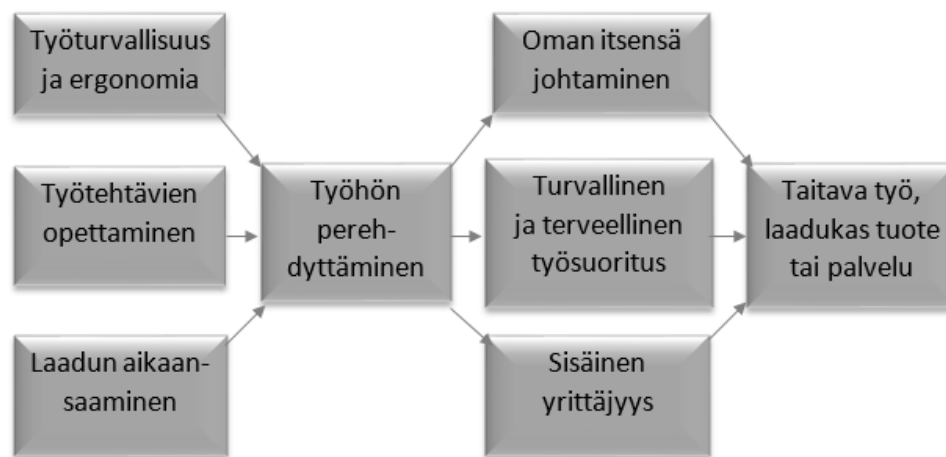 Työturvallisuus
ja ergonomia
Työtehtävien
opettaminen
Laadun aikaan-
saaminen
Työhön
pereh-
dyttäminen
Oman itsensä
johtaminen
Turvallinen
ja terveellinen
työsuoritus
Sisäinen
yrittäjyys
Taitava työ,
laadukas tuote
tai palvelu